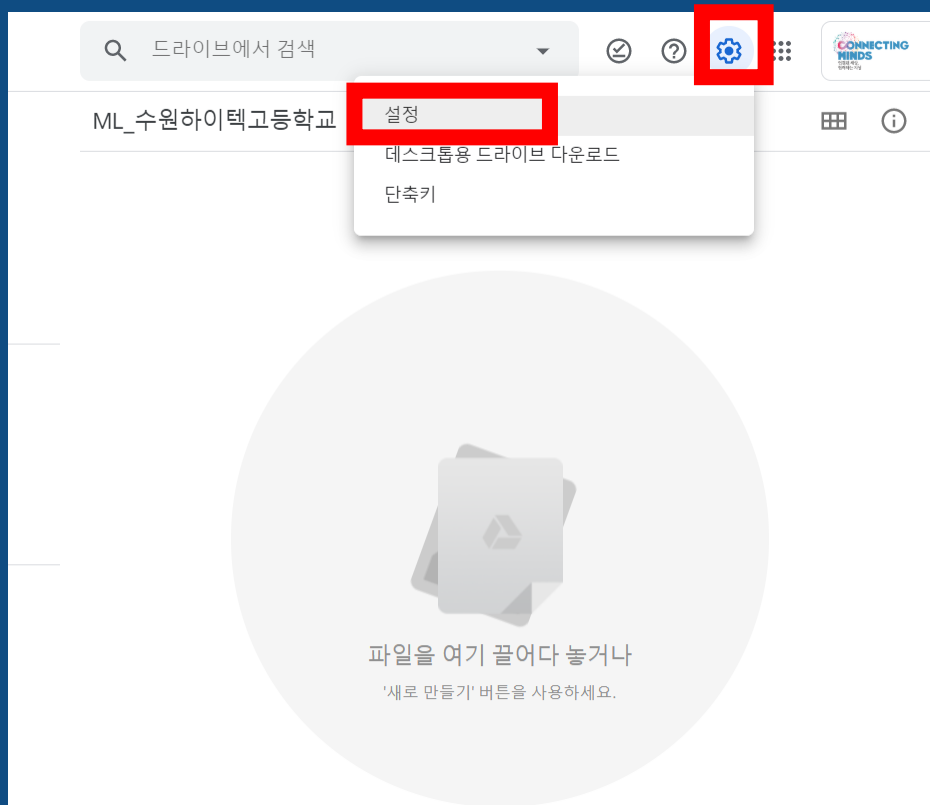 드라이브에서 검색
CONNECTING
MINDS
ML_수원하이텍고등학교
설정
데스크톱용 드라이브 다운로드
단축키
파일을 여기 끌어다 놓거나
'새로 만들기' 버튼을 사용하세요.